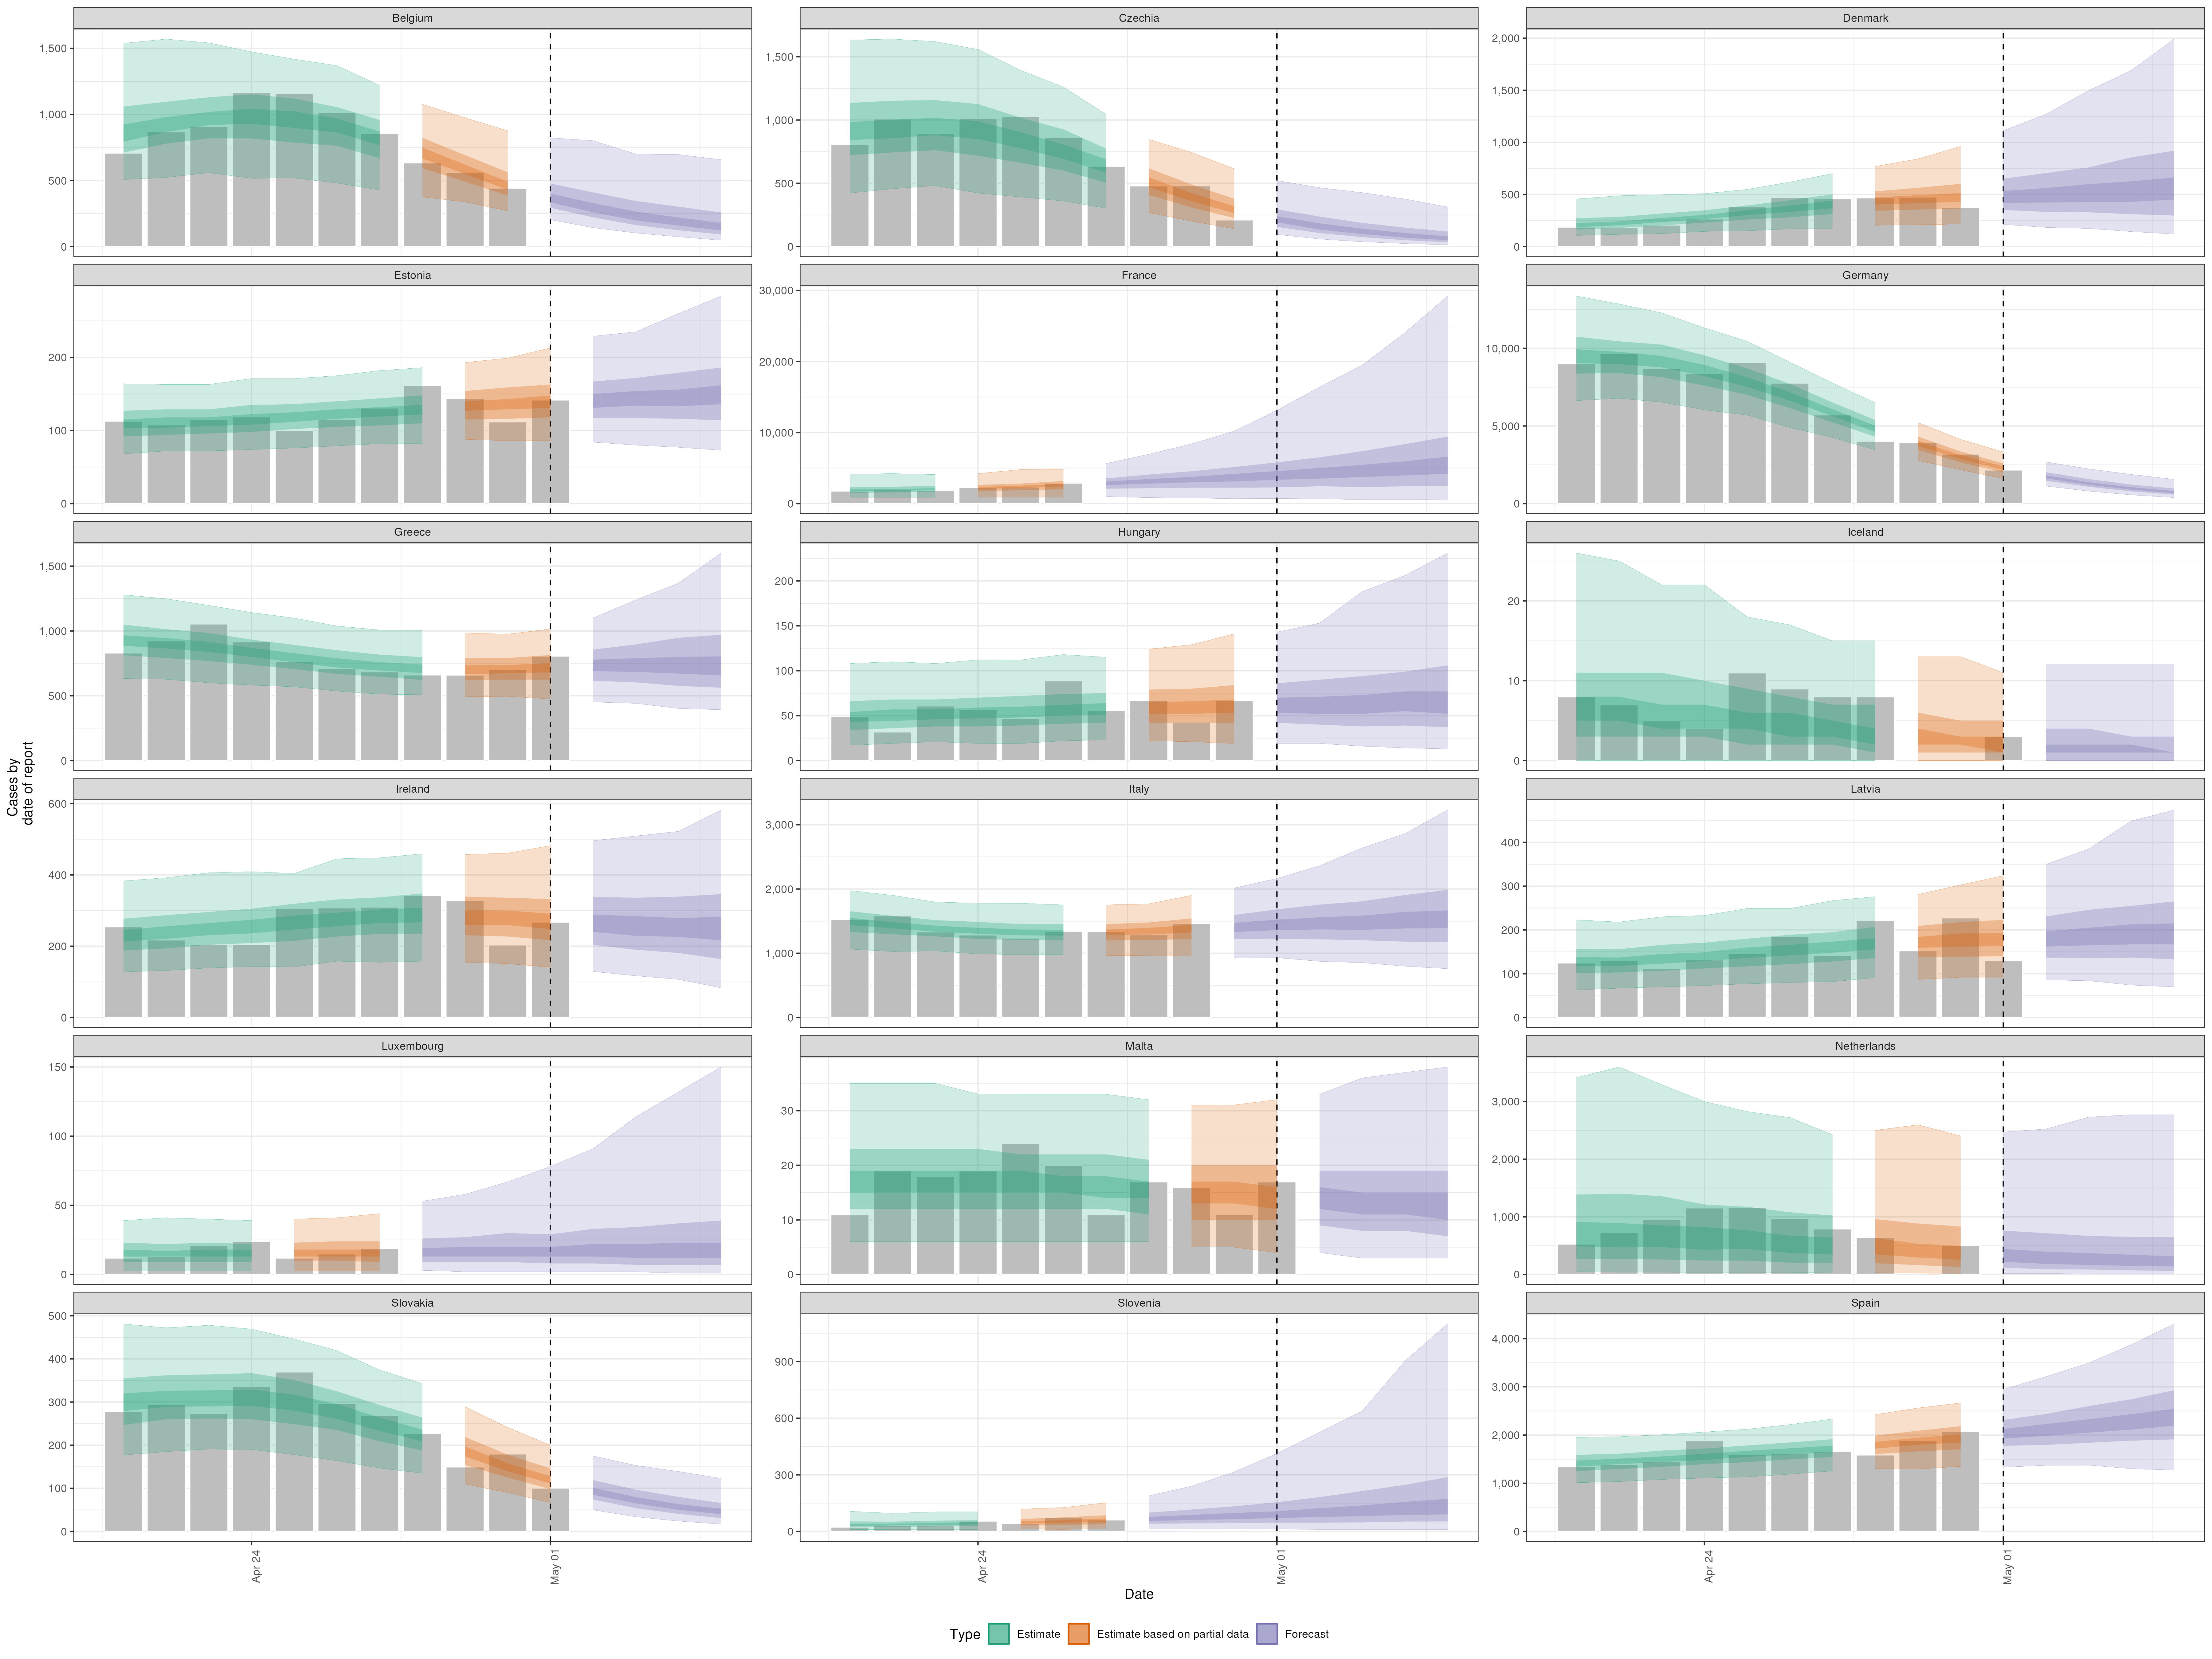 Belgium
Czechia
Denmark
1,500
1,000
500
0
1,500
1,000
500
0
2,000
1,500
1,000
500
0
Estonia
France
Germany
200
100
0
30,000
20,000
10,000
0
10,000
5,000
0
Greece
Hungary
Iceland
1,500
1,000
500
0
200
150
100
50
0
20
10
0
Cases by
date of report
Ireland
Italy
Latvia
600
400
200
0
3,000
2,000
1,000
0
400
300
200
100
0
Luxembourg
Malta
Netherlands
150
100
50
0
30
20
10
0
3,000
2,000
1,000
0
Slovakia
Slovenia
Spain
500
400
300
200
100
0
900
600
300
0
4,000
3,000
2,000
1,000
0
Apr 24
May 01
Apr 24
May 01
Apr 24
May 01
Date
Type Estimate Estimate based on partial data Forecast